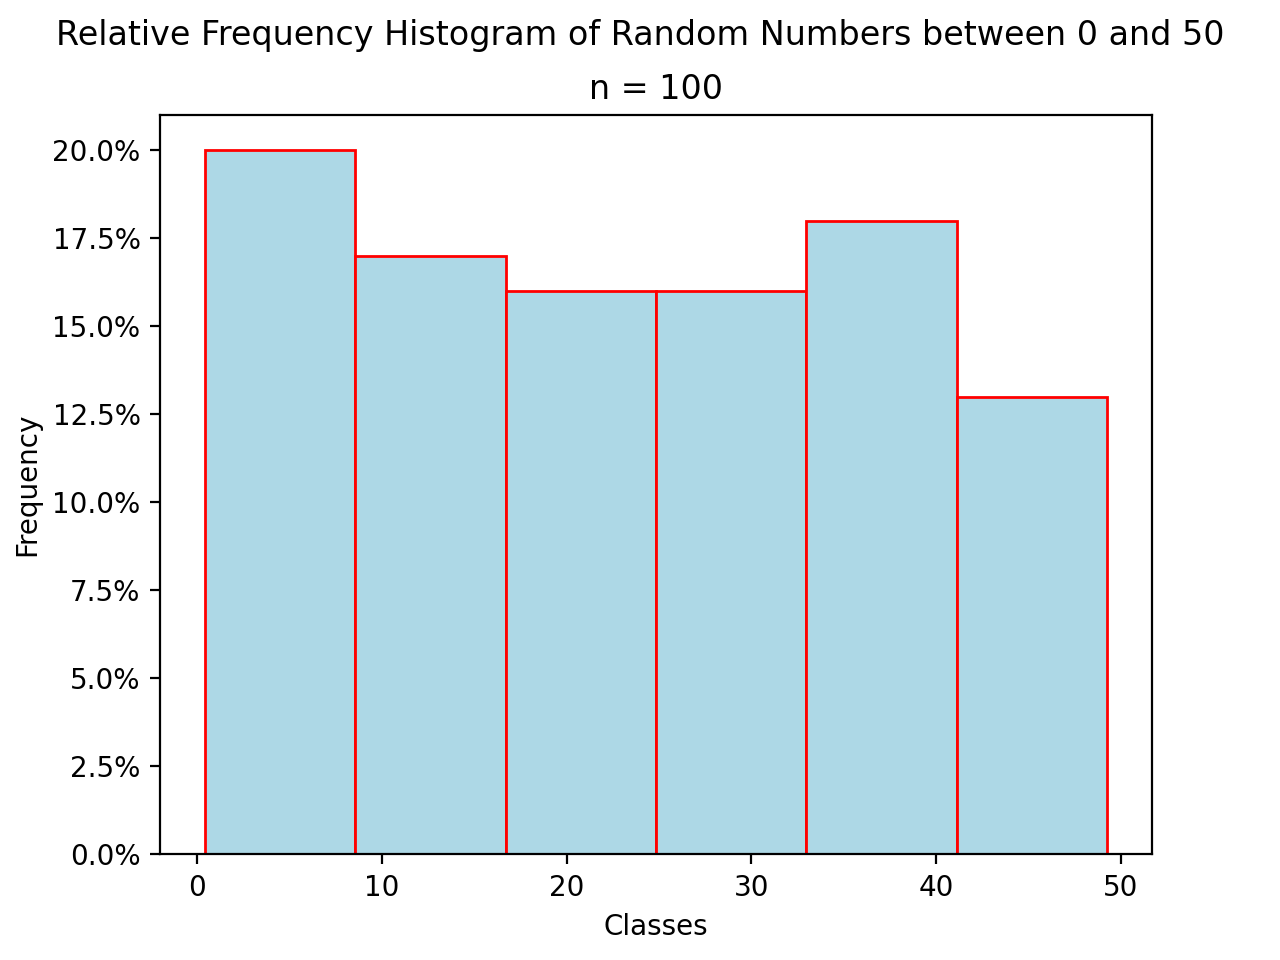 Relative Frequency Histogram of Random Numbers between 0 and 50
n = 100
20.0%
17.5%
15.0%
12.5%
10.0%
7.5%
5.0%
2.5%
0.0%
Frequency
0 10 20 30 40 50
Classes